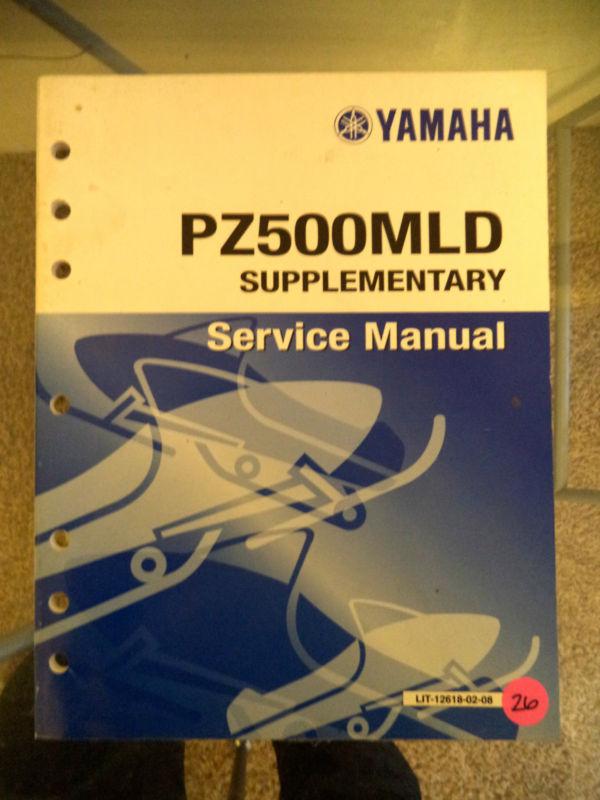 YAMAHA
PZ500MLD
SUPPLEMENTARY
Service Manual
LIT-12618-02-08
26